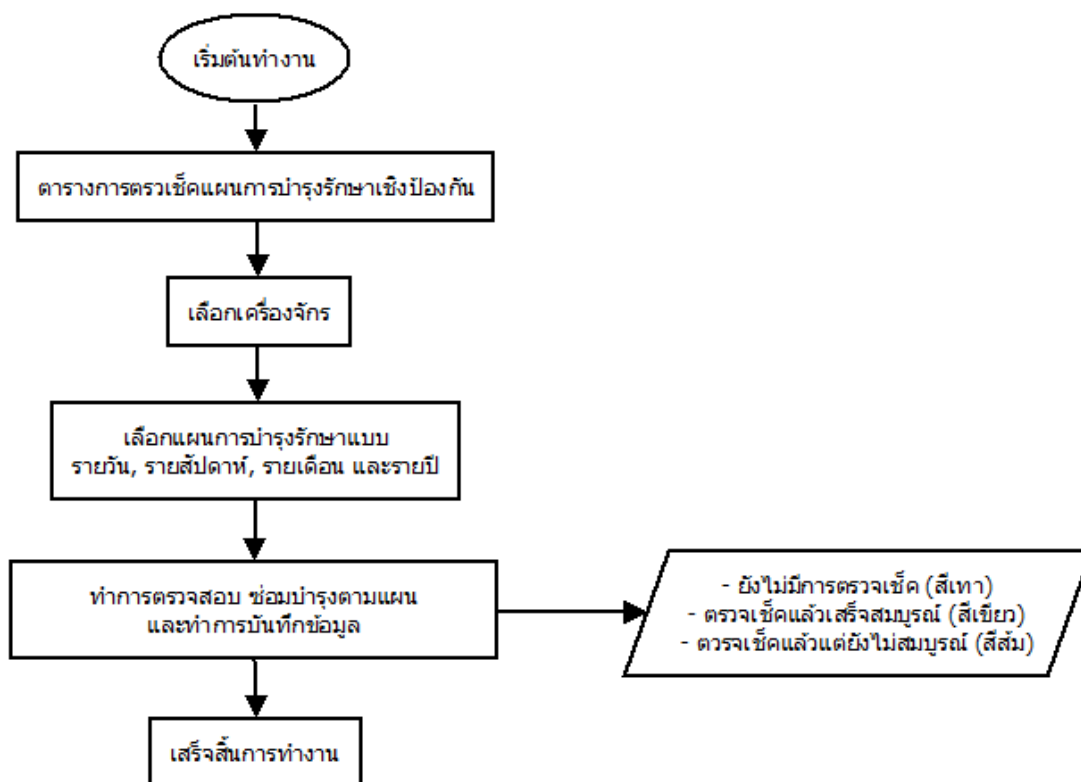 เริ่มต้นทำงาน
ตารางการตรวเช็คแผนการบำรุงรักษาเชิงป้องกัน
เลือกเครื่องจักร
เลือกแผนการบำรุงรักษาแบบ
รายวัน, รายสัปดาห์, รายเดือน และรายปี
ทำการตรวจสอบ ซ่อมบำรุงตามแผน
และทำการบันทึกข้อมูล
- ยังไม่มีการตรวจเช็ค (สีเทา)
- ตรวจเช็คแล้วเสร็จสมบูรณ์ (สีเขียว)
- ตวรจเช็คแล้วแต่ยังไม่สมบูรณ์ (สีส้ม)
เสร็จสิ้นการทำงาน